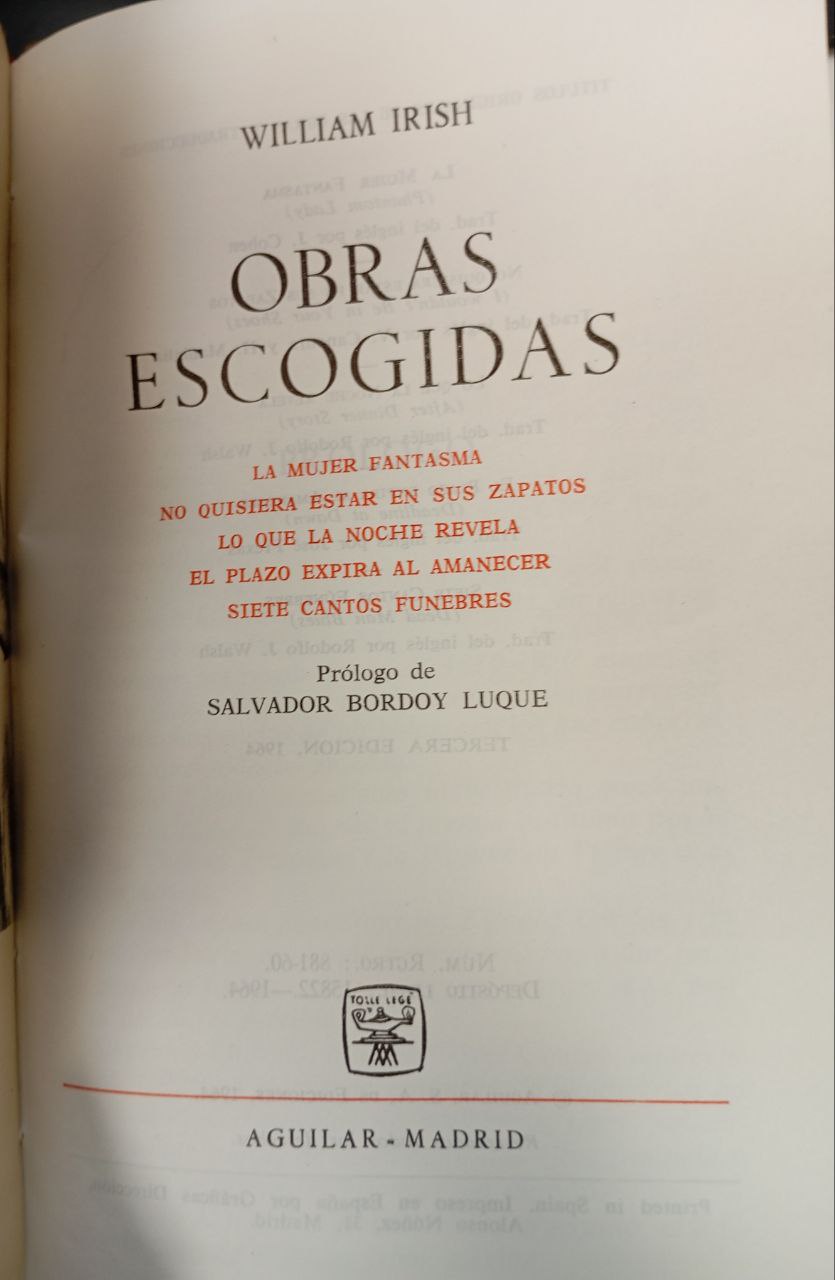 WILLIAM IRISH
OBRAS
ESCOGIDAS
LA MUJER FANTASMA
NO QUISIERA ESTAR EN SUS ZAPATOS
LO QUE LA NOCHE REVELA
EL PLAZO EXPIRA AL AMANECER
SIETE CANTOS FUNEBRES
Prólogo de
SALVADOR BORDOY LUQUE
TOLLE LEGE
AGUILAR - MADRID